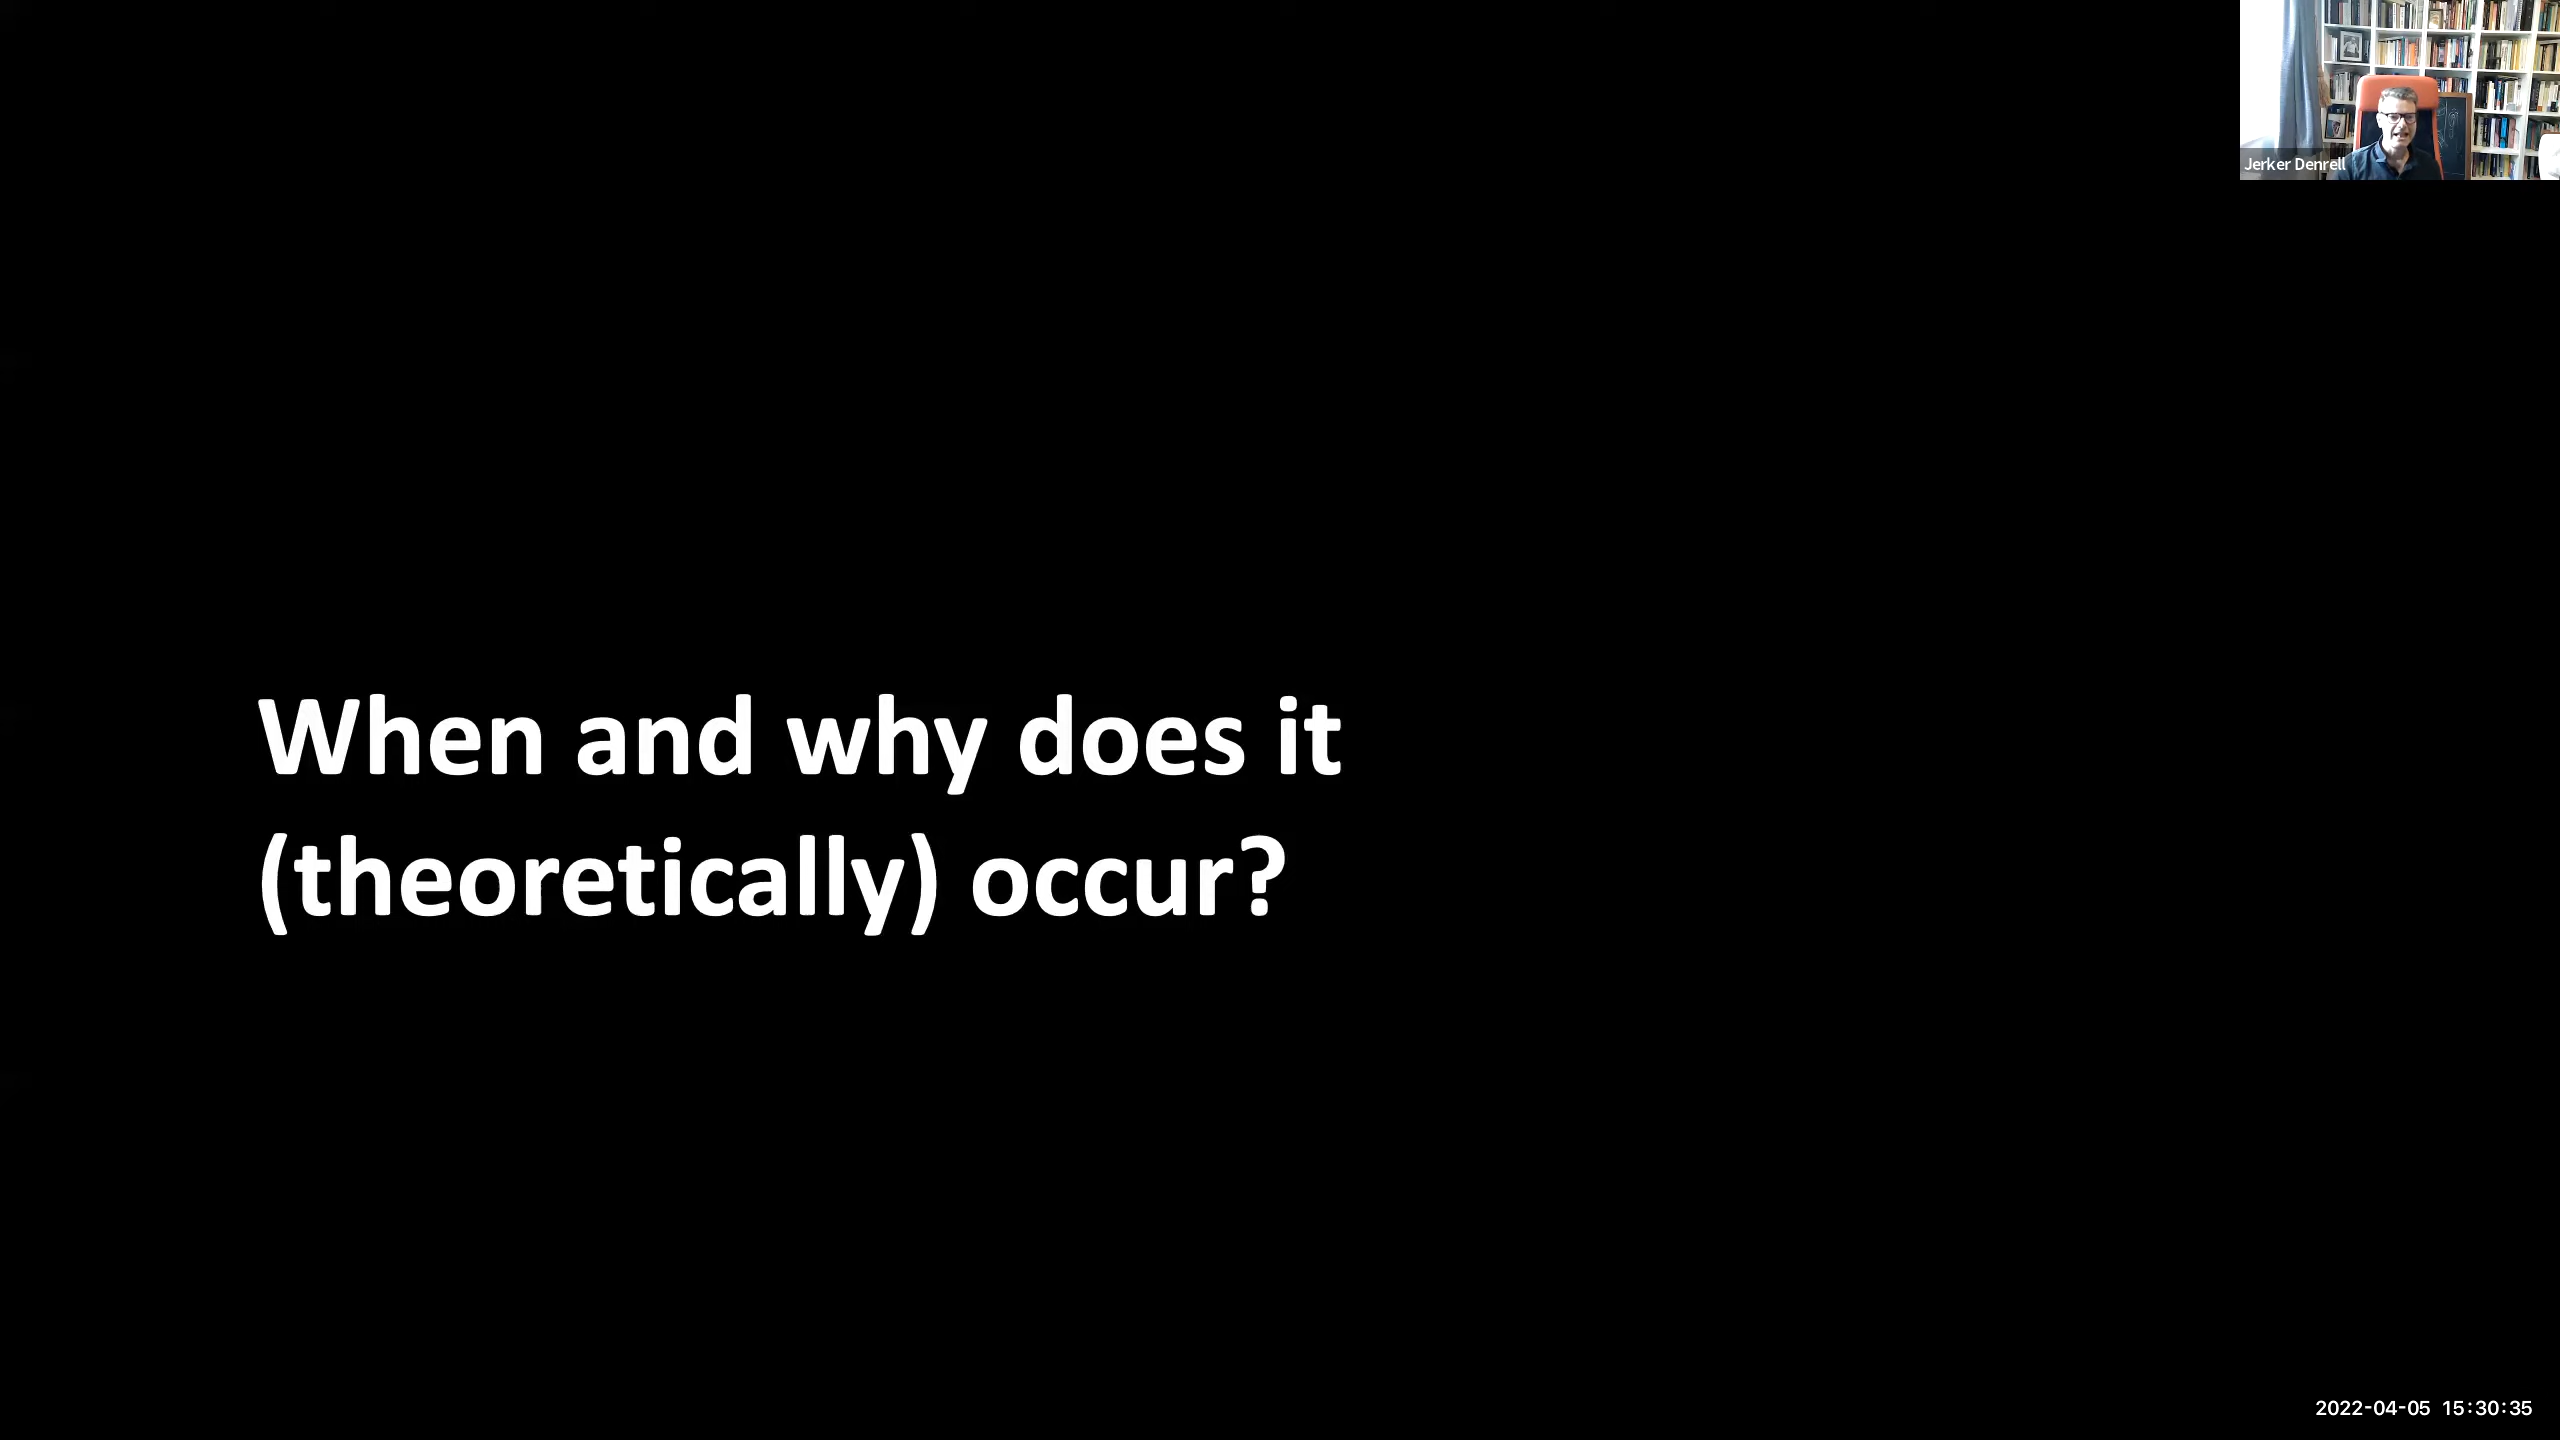 Jerker Denrell
When and why does it
(theoretically) occur?
2022-04-05 15:30:35